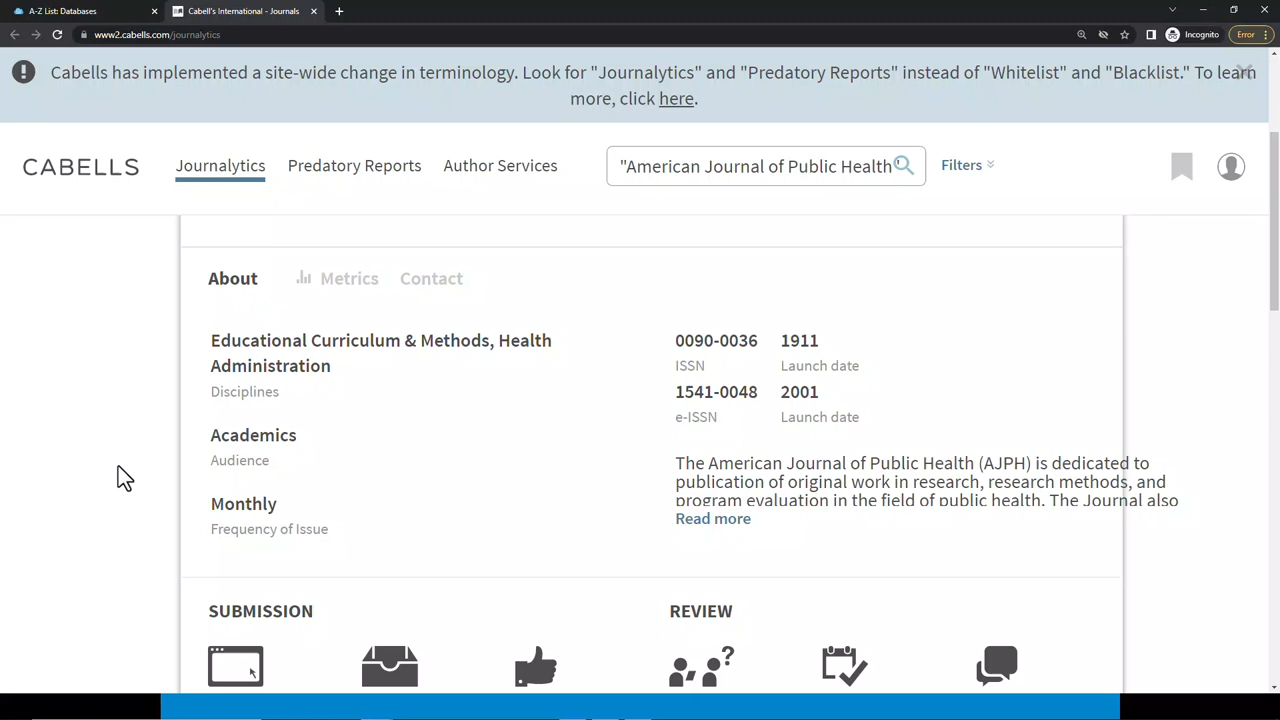 A-Z List: Databases
Cabell's International - Journals
www2.cabells.com/journalytics
Incognito
Error
Cabells has implemented a site-wide change in terminology. Look for "Journalytics" and "Predatory Reports" instead of "Whitelist" and "Blacklist." To learn
more, click here.
CABELLS
Journalytics
Predatory Reports
Author Services
"American Journal of Public Health"
Filters
About
Metrics
Contact
Educational Curriculum & Methods, Health
Administration
Disciplines
Academics
Audience
Monthly
Frequency of Issue
0090-0036 1911
ISSN Launch date
1541-0048 2001
e-ISSN Launch date
The American Journal of Public Health (AJPH) is dedicated to
publication of original work in research, research methods, and
program evaluation in the field of public health. The Journal also
Read more
SUBMISSION
REVIEW
?